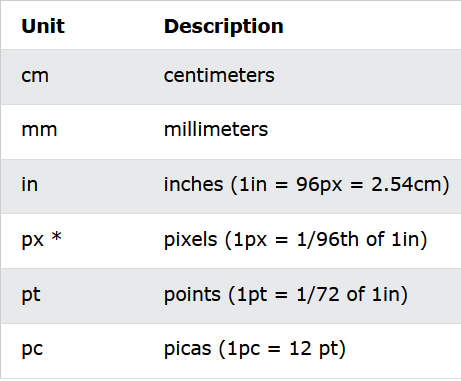 Unit Description
cm centimeters
mm millimeters
in inches (1in = 96px = 2.54cm)
px * pixels (1px = 1/96th of 1in)
pt points (1pt = 1/72 of 1in)
pc picas (1pc = 12 pt)